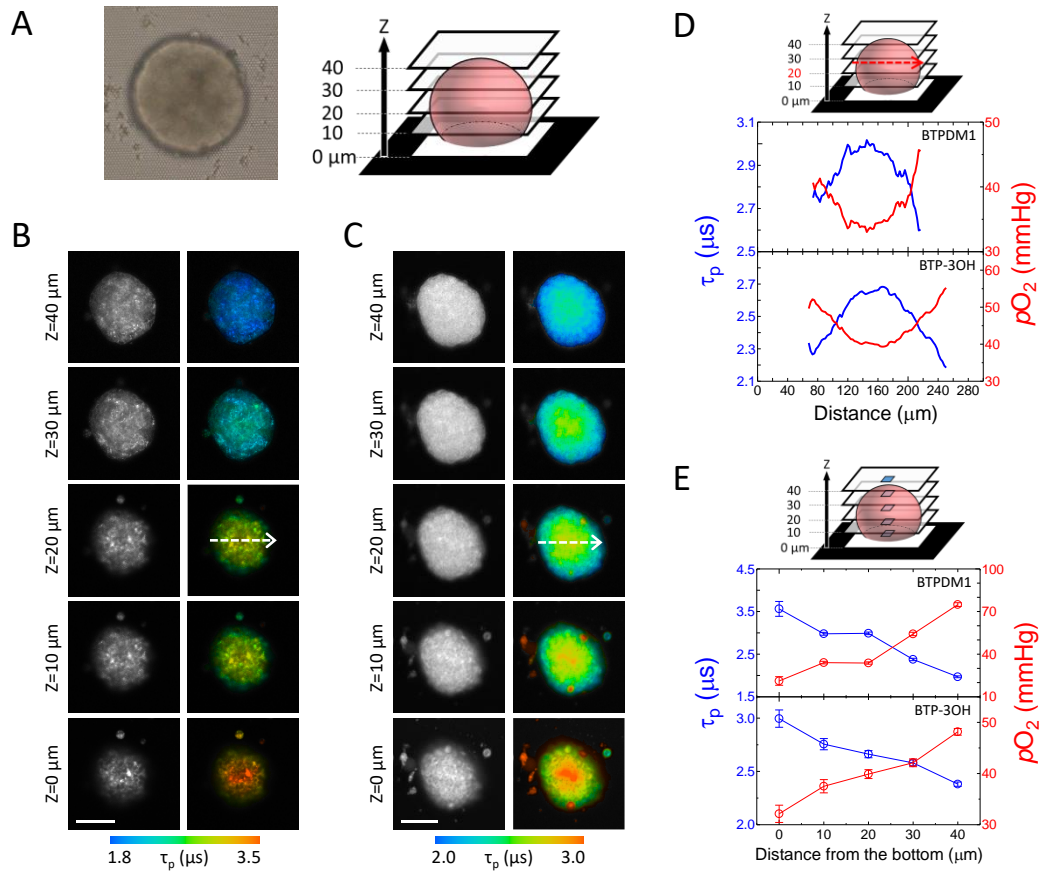 A
Z
40
30
20
10
0 μm
B
Z=40 μm
Z=30 μm
Z=20 μm
Z=10 μm
Z=0 μm
1.8
τp (μs)
3.5
C
Z=40 μm
Z=30 μm
Z=20 μm
Z=10 μm
Z=0 μm
2.0
τp (μs)
3.0
D
Z
40
30
20
10
0 μm
BTPDM1
3.1
2.9
2.7
2.5
50
40
30
BTP-3OH
2.7
2.5
2.3
2.1
60
50
40
30
τp (μs)
pO2 (mmHg)
0 40 80 120 160 200 240 280
Distance (μm)
E
Z
40
30
20
10
0 μm
BTPDM1
4.5
3.5
2.5
1.5
100
70
40
10
BTP-3OH
3.0
2.5
2.0
50
40
30
τp (μs)
pO2 (mmHg)
0 10 20 30 40
Distance from the bottom (μm)